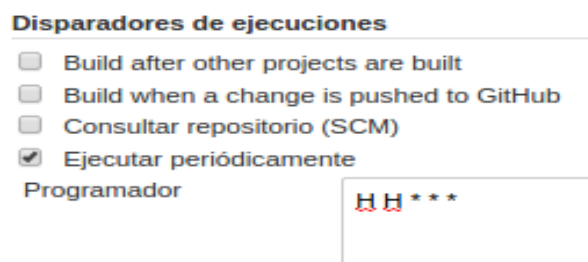 Disparadores de ejecuciones
Build after other projects are built
Build when a change is pushed to GitHub
Consultar repositorio (SCM)
Ejecutar periódicamente
Programador
H H * * *